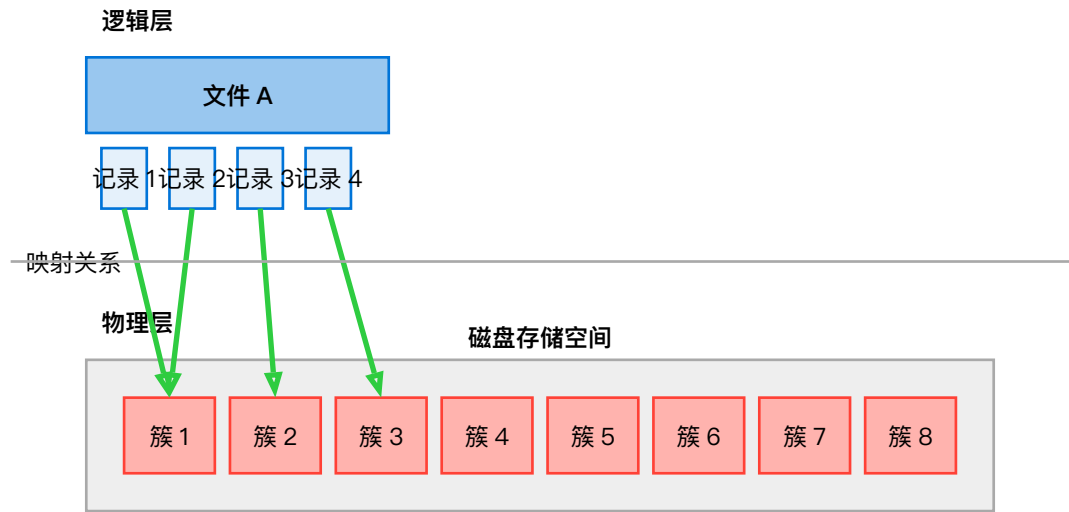 逻辑层
文件 A
记录 1
记录 2
记录 3
记录 4
映射关系
物理层
磁盘存储空间
簇 1
簇 2
簇 3
簇 4
簇 5
簇 6
簇 7
簇 8